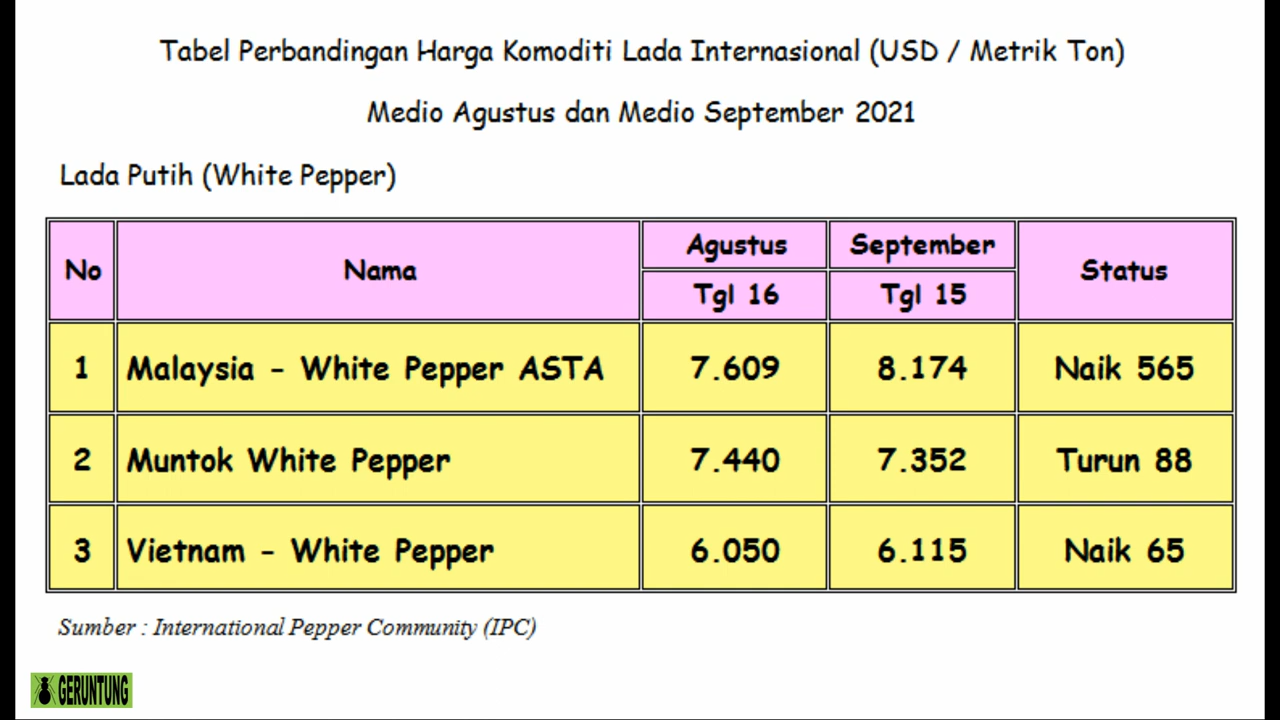 Tabel Perbandingan Harga Komoditi Lada Internasional (USD / Metrik Ton)
Medio Agustus dan Medio September 2021
Lada Putih (White Pepper)
No Nama Agustus September Status
Tgl 16 Tgl 15
1 Malaysia - White Pepper ASTA 7.609 8.174 Naik 565
2 Muntok White Pepper 7.440 7.352 Turun 88
3 Vietnam - White Pepper 6.050 6.115 Naik 65
Sumber : International Pepper Community (IPC)
GERUNTUNG